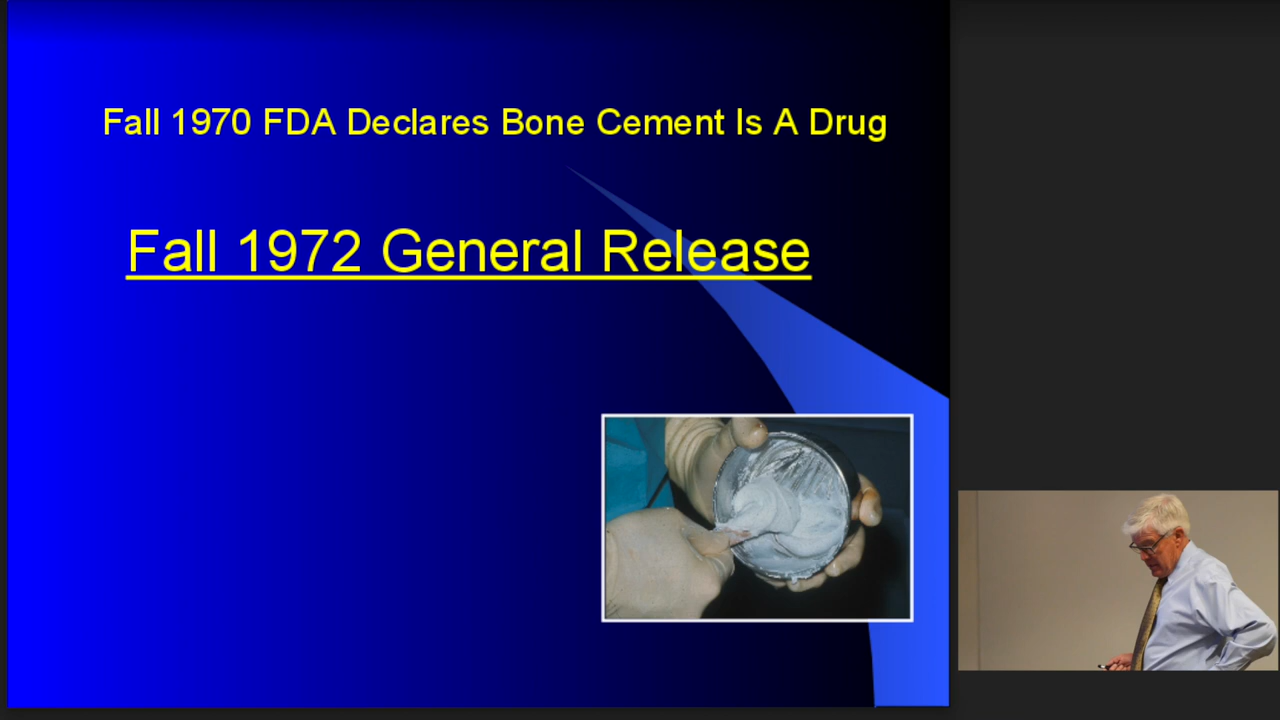 Fall 1970 FDA Declares Bone Cement Is A Drug
Fall 1972 General Release